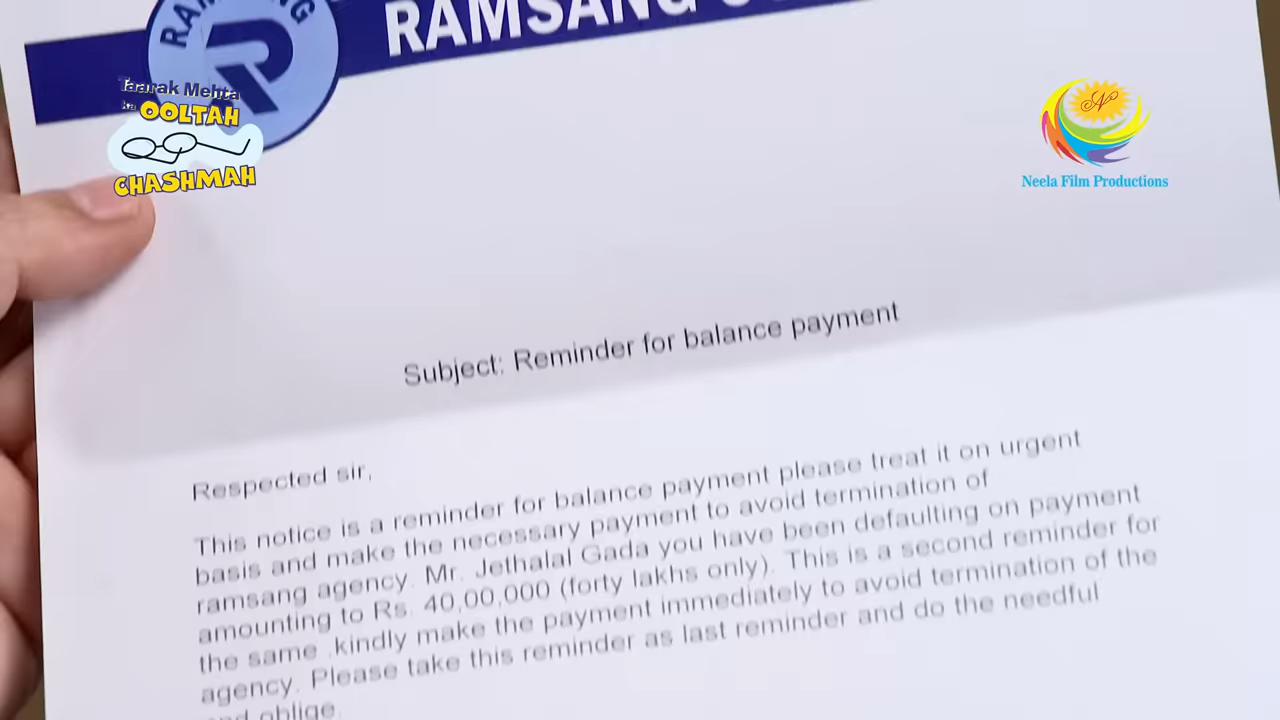 RAMSANG
RAMSANG
Taarak Mehta
ka OOLTAH
CHASHMAH
Neela Film Productions
Subject: Reminder for balance payment
Respected sir,
This notice is a reminder for balance payment please treat it on urgent
basis and make the necessary payment to avoid termination of
ramsang agency. Mr. Jethalal Gada you have been defaulting on payment
amounting to Rs. 40,00,000 (forty lakhs only). This is a second reminder for
the same .kindly make the payment immediately to avoid termination of the
agency. Please take this reminder as last reminder and do the needful
and oblige.